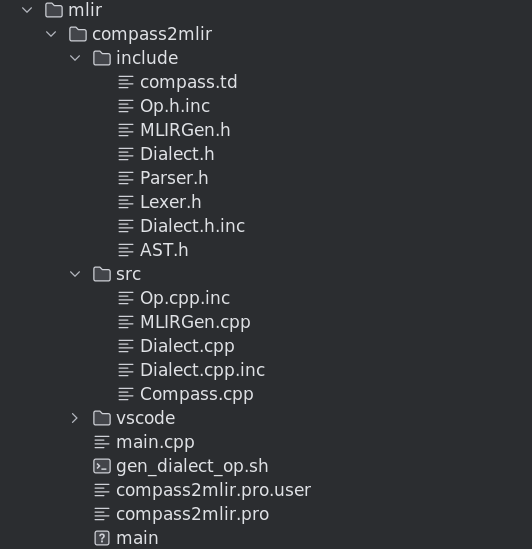 mlir
compass2mlir
include
compass.td
Op.h.inc
MLIRGen.h
Dialect.h
Parser.h
Lexer.h
Dialect.h.inc
AST.h
src
Op.cpp.inc
MLIRGen.cpp
Dialect.cpp
Dialect.cpp.inc
Compass.cpp
vscode
main.cpp
gen_dialect_op.sh
compass2mlir.pro.user
compass2mlir.pro
main